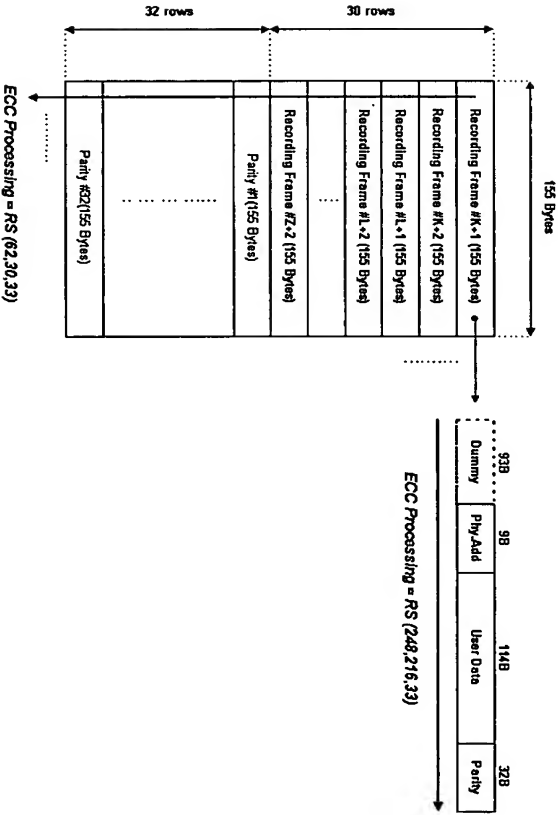 155 Bytes
30 rows
32 rows
Recording Frame #K+1 (155 Bytes)
Recording Frame #K+2 (155 Bytes)
Recording Frame #L+1 (155 Bytes)
Recording Frame #L+2 (155 Bytes)
Recording Frame #Z+2 (155 Bytes)
Parity #1(155 Bytes)
Parity #32(155 Bytes)
ECC Processing = RS (62,30,33)
93B 9B 114B 32B
Dummy Phy.Add User Data Parity
ECC Processing = RS (248,216,33)